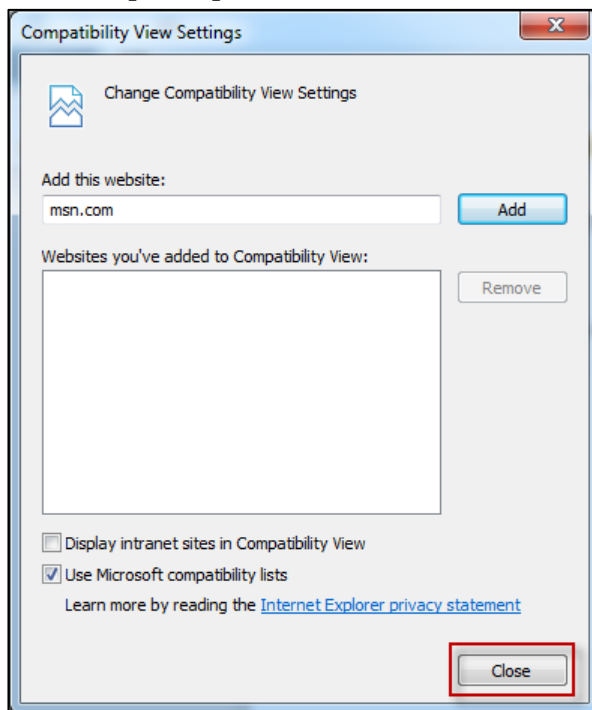 Compatibility View Settings
X
Change Compatibility View Settings
Add this website:
msn.com
Add
Websites you've added to Compatibility View:
Remove
Display intranet sites in Compatibility View
Use Microsoft compatibility lists
Learn more by reading the Internet Explorer privacy statement
Close